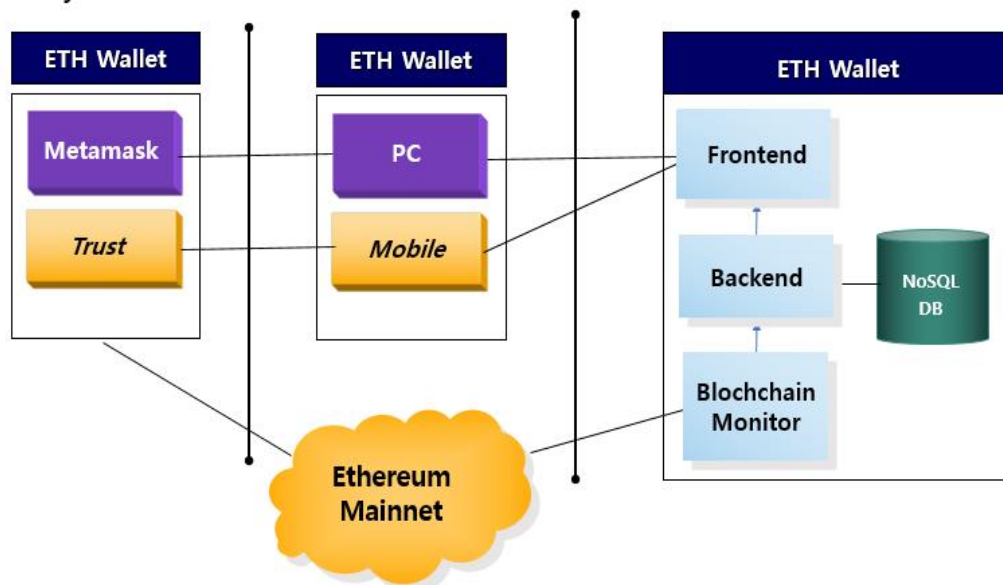 ETH Wallet
Metamask
Trust
ETH Wallet
PC
Mobile
ETH Wallet
Frontend
Backend
NoSQL
DB
Blochchain
Monitor
Ethereum
Mainnet